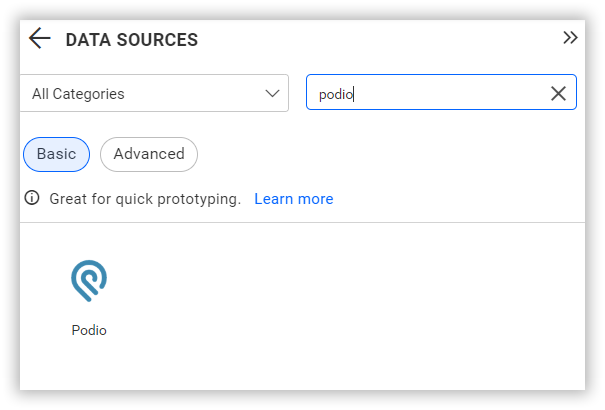 DATA SOURCES
All Categories
podio
Basic
Advanced
Great for quick prototyping. Learn more
Podio